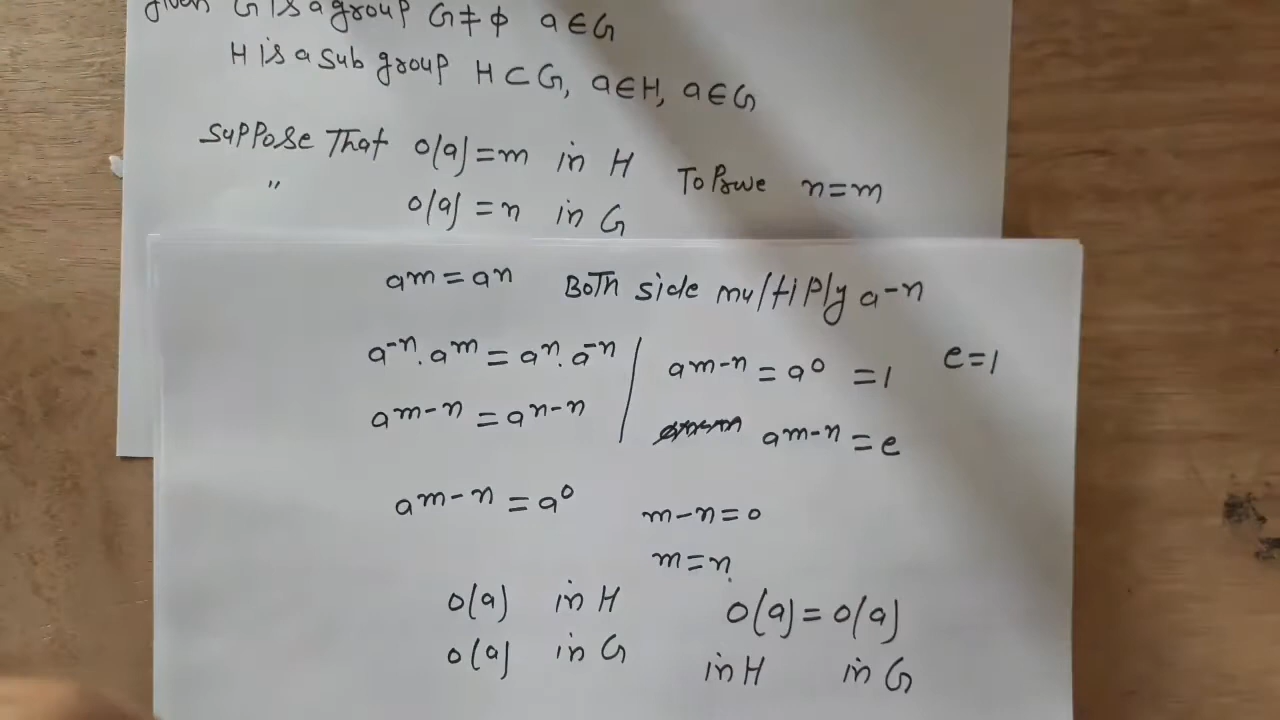 given G is a group G ≠ ϕ a ∈ G
H is a sub group H ⊂ G, a ∈ H, a ∈ G
Suppose That o(a) = m in H
" o(a) = n in G
To Prove n = m
am = an Both side multiply a-n
a-n. am = an. a-n
am-n = an-n
am-n = a0
am-n = a0 = 1 e = 1
am-n = e
m-n = 0
m = n
o(a) in H
o(a) in G
o(a) = o(a)
in H in G